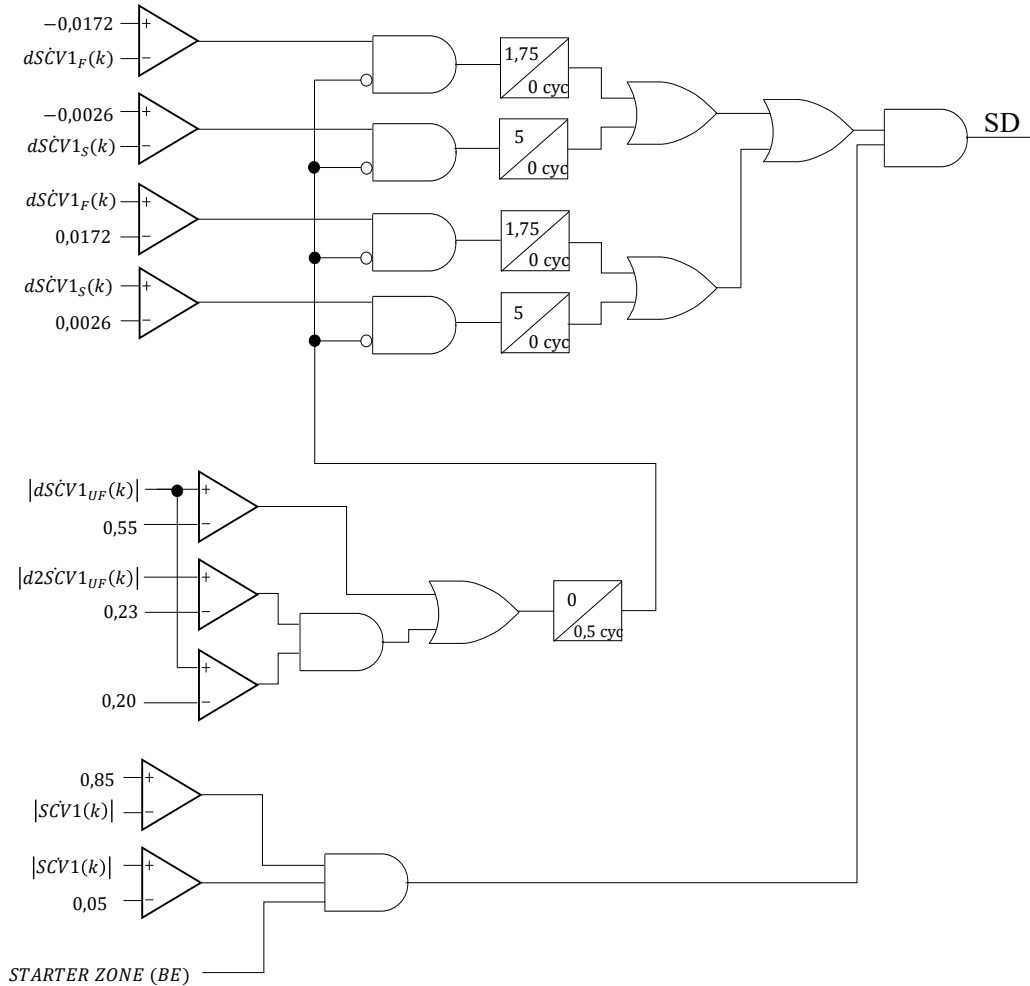 −0,0172
+
dSĊV1_F(k)
−
1,75
0 cyc
−0,0026
+
dSĊV1_S(k)
−
5
0 cyc
SD
dSĊV1_F(k)
+
0,0172
−
1,75
0 cyc
dSĊV1_S(k)
+
0,0026
−
5
0 cyc
|dSĊV1_UF(k)|
+
0,55
−
|d2SĊV1_UF(k)|
+
0,23
−
0
0,5 cyc
+
0,20
−
0,85
+
|SĊV1(k)|
−
|SĊV1(k)|
+
0,05
−
STARTER ZONE (BE)